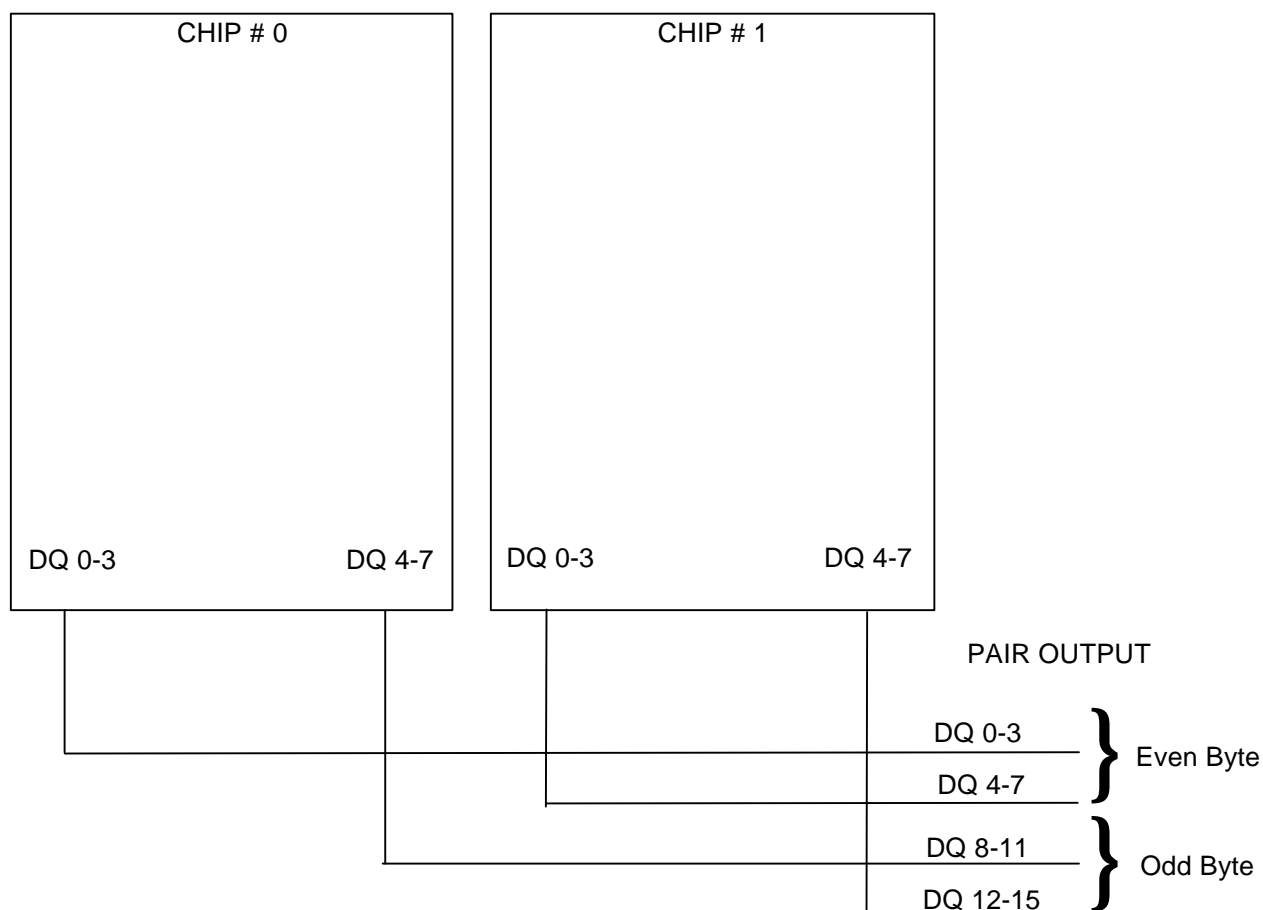 CHIP # 0
CHIP # 1
DQ 0-3
DQ 4-7
DQ 0-3
DQ 4-7
PAIR OUTPUT
DQ 0-3
DQ 4-7
Even Byte
DQ 8-11
DQ 12-15
Odd Byte